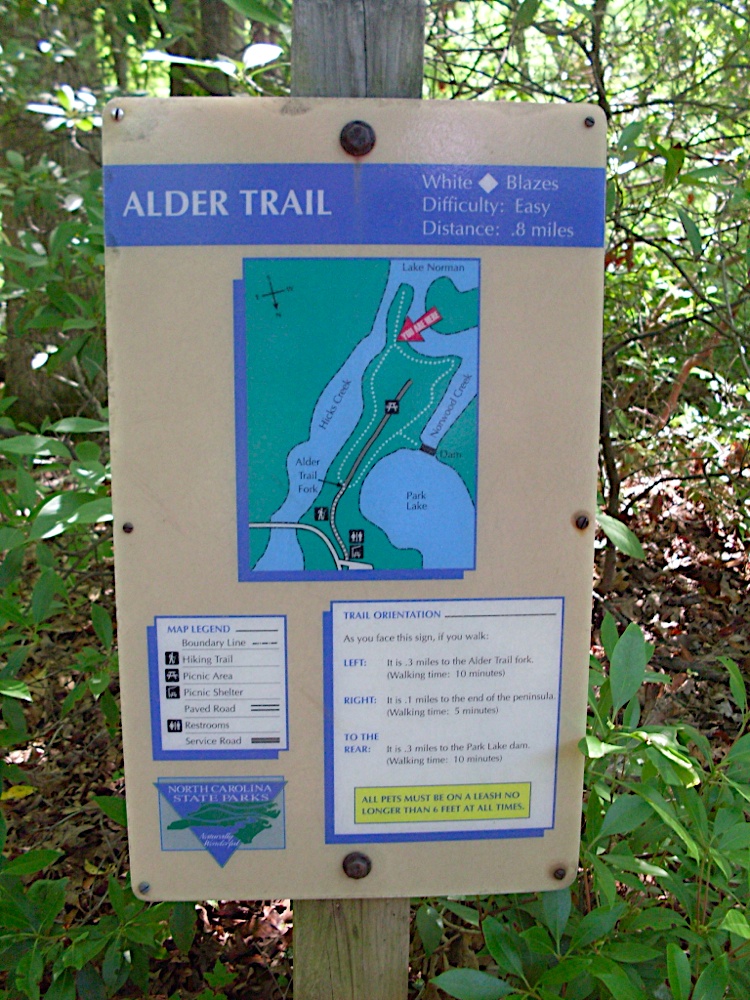 ALDER TRAIL
White ◆ Blazes
Difficulty: Easy
Distance: .8 miles
Lake Norman
YOU ARE HERE
Hicks Creek
Norwood Creek
Dam
Alder
Trail
Fork
Park
Lake
MAP LEGEND
Boundary Line
Hiking Trail
Picnic Area
Picnic Shelter
Paved Road
Restrooms
Service Road
NORTH CAROLINA
STATE PARKS
Naturally
Wonderful
TRAIL ORIENTATION
As you face this sign, if you walk:
LEFT: It is .3 miles to the Alder Trail fork.
(Walking time: 10 minutes)
RIGHT: It is .1 miles to the end of the peninsula.
(Walking time: 5 minutes)
TO THE
REAR: It is .3 miles to the Park Lake dam.
(Walking time: 10 minutes)
ALL PETS MUST BE ON A LEASH NO
LONGER THAN 6 FEET AT ALL TIMES.